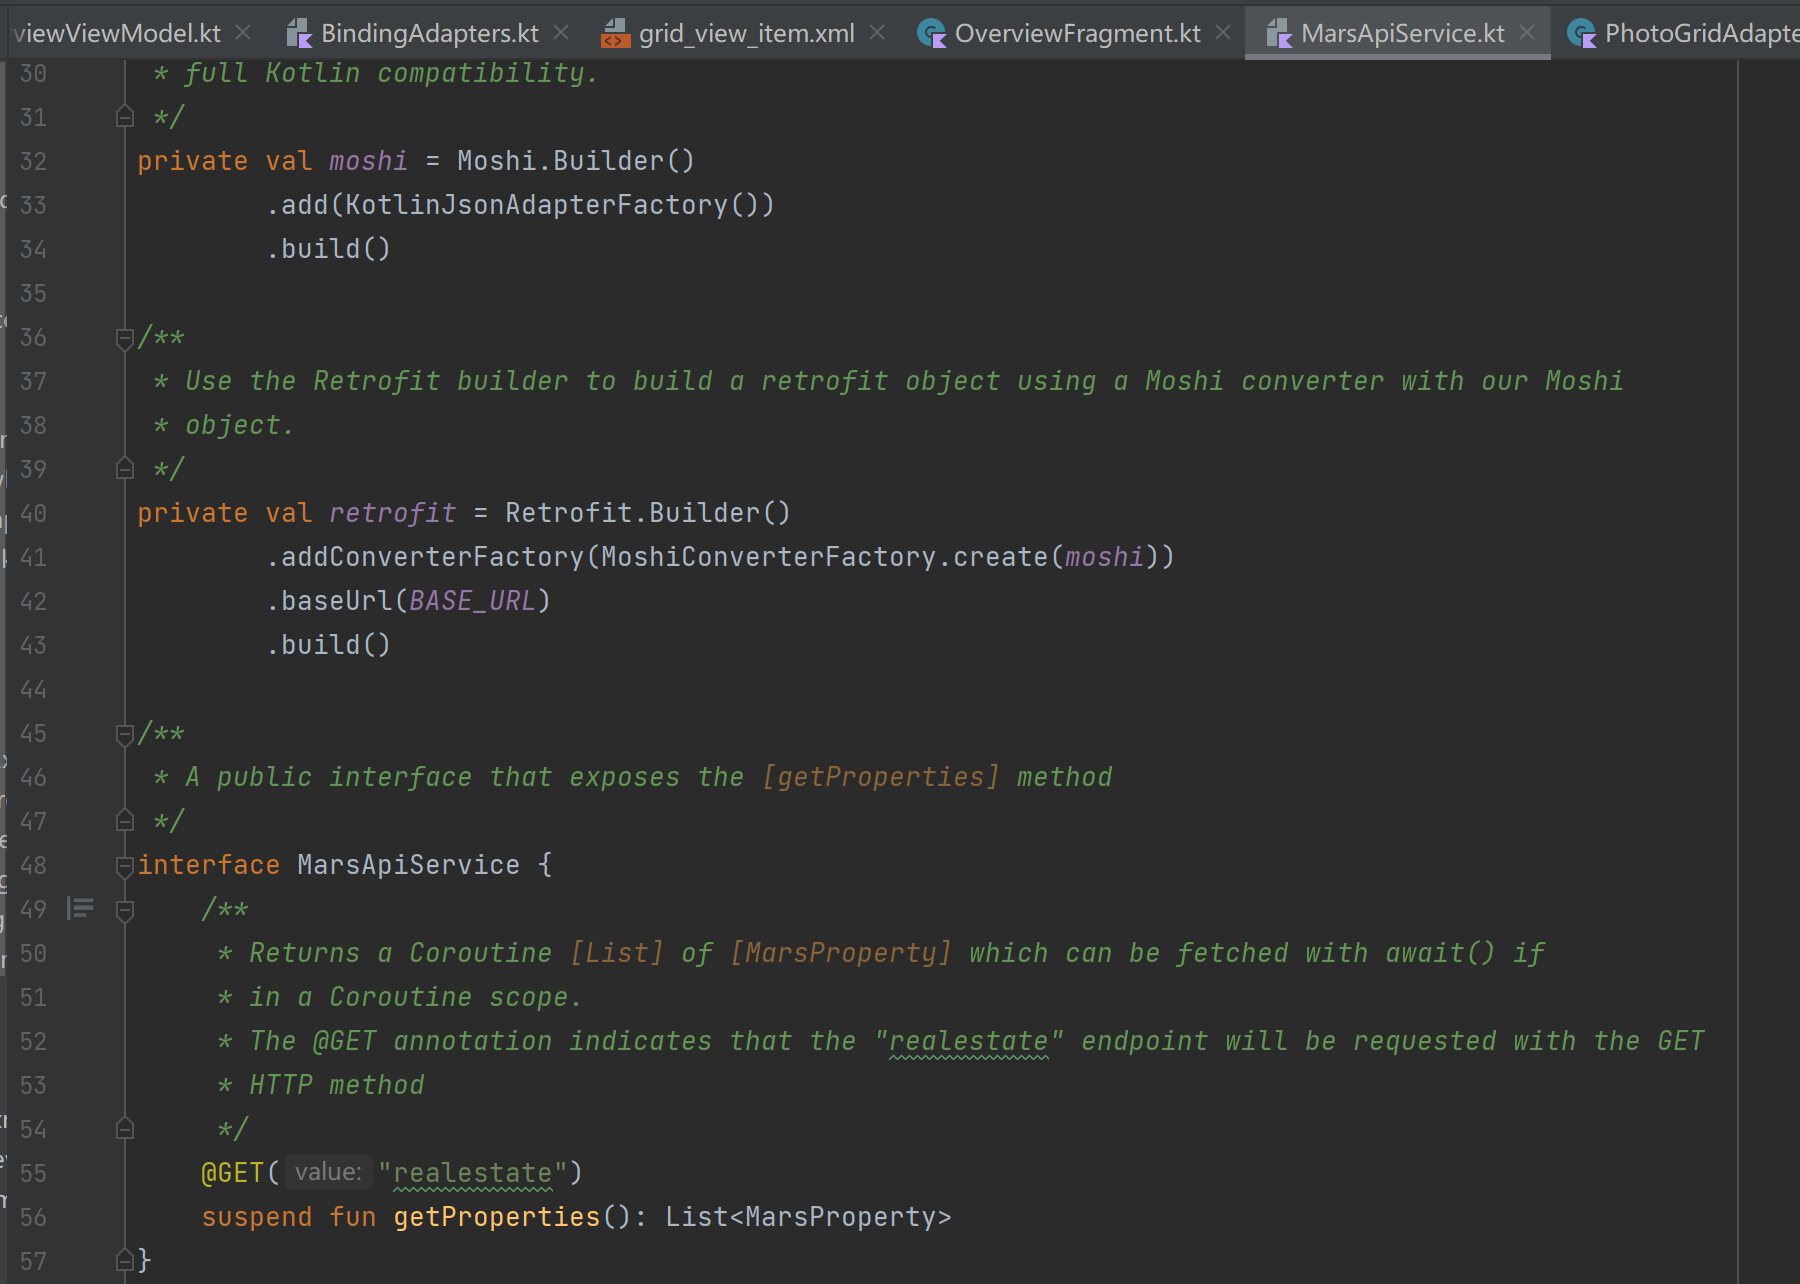 viewViewModel.kt BindingAdapters.kt grid_view_item.xml OverviewFragment.kt MarsApiService.kt PhotoGridAdapte
30 * full Kotlin compatibility.
31 */
32 private val moshi = Moshi.Builder()
33 .add(KotlinJsonAdapterFactory())
34 .build()
35
36 /**
37 * Use the Retrofit builder to build a retrofit object using a Moshi converter with our Moshi
38 * object.
39 */
40 private val retrofit = Retrofit.Builder()
41 .addConverterFactory(MoshiConverterFactory.create(moshi))
42 .baseUrl(BASE_URL)
43 .build()
44
45 /**
46 * A public interface that exposes the [getProperties] method
47 */
48 interface MarsApiService {
49 /**
50 * Returns a Coroutine [List] of [MarsProperty] which can be fetched with await() if
51 * in a Coroutine scope.
52 * The @GET annotation indicates that the "realestate" endpoint will be requested with the GET
53 * HTTP method
54 */
55 @GET( value: "realestate")
56 suspend fun getProperties(): List<MarsProperty>
57 }